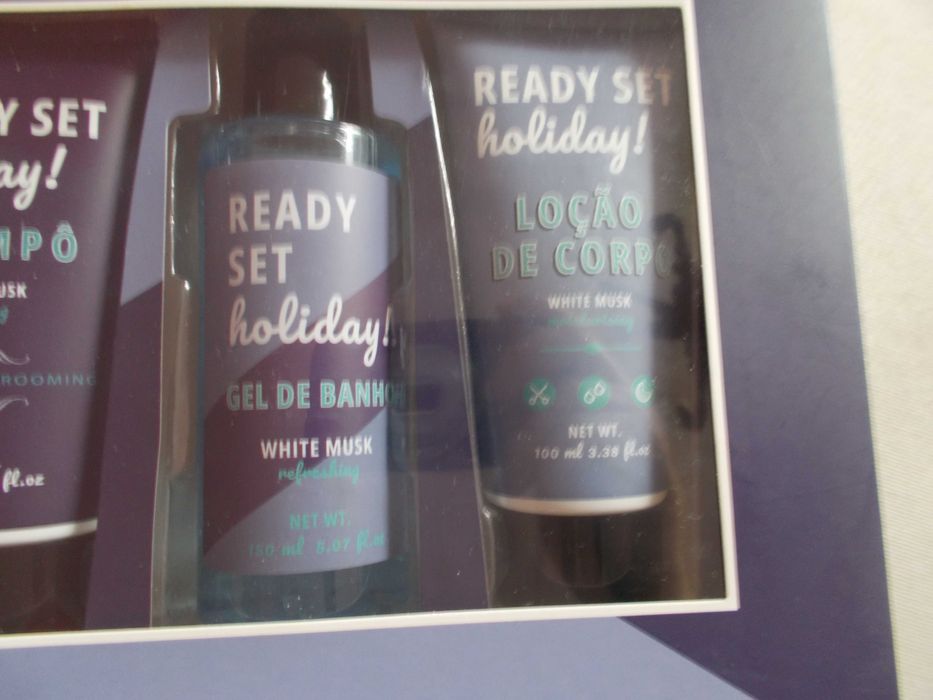 Y SET
ay!
MPÔ
USK
ROOMING
fl.oz
READY
SET
holiday!
GEL DE BANHO
WHITE MUSK
refreshing
NET WT.
150 ml 5.07 fl.oz
READY SET
holiday!
LOÇÃO
DE CORPO
WHITE MUSK
NET WT.
100 ml 3.38 fl.oz